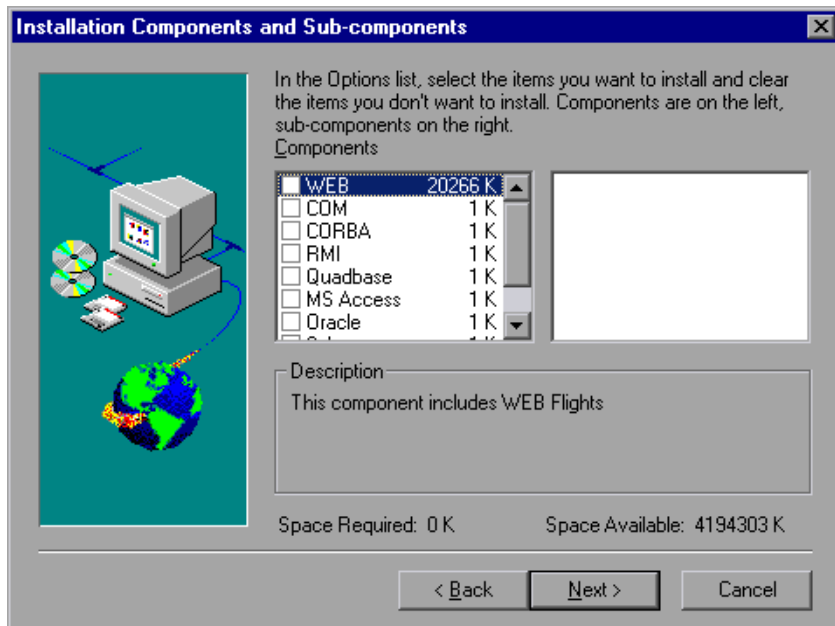 Installation Components and Sub-components
In the Options list, select the items you want to install and clear
the items you don't want to install. Components are on the left,
sub-components on the right.
Components
WEB 20266 K
COM 1 K
CORBA 1 K
RMI 1 K
Quadbase 1 K
MS Access 1 K
Oracle 1 K
Description
This component includes WEB Flights
Space Required: 0 K Space Available: 4194303 K
< Back Next > Cancel